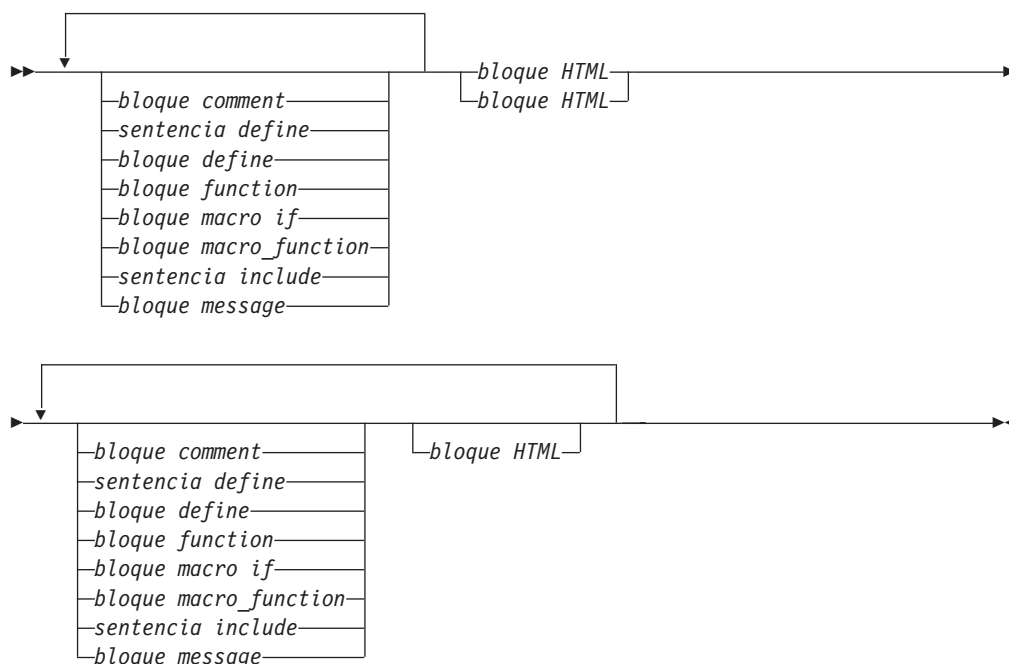 bloque HTML
bloque HTML
bloque comment
sentencia define
bloque define
bloque function
bloque macro if
bloque macro_function
sentencia include
bloque message
bloque comment
bloque HTML
sentencia define
bloque define
bloque function
bloque macro if
bloque macro_function
sentencia include
bloque message